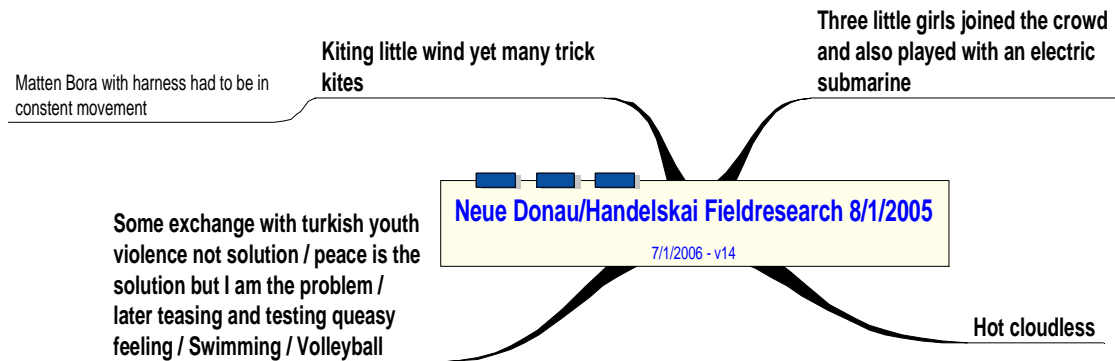 Three little girls joined the crowd
and also played with an electric
submarine
Kiting little wind yet many trick
kites
Matten Bora with harness had to be in
constent movement
Neue Donau/Handelskai Fieldresearch 8/1/2005
7/1/2006 - v14
Some exchange with turkish youth
violence not solution / peace is the
solution but I am the problem /
later teasing and testing queasy
feeling / Swimming / Volleyball
Hot cloudless